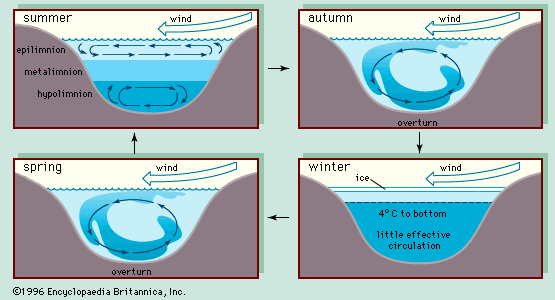 summer
wind
epilimnion
metalimnion
hypolimnion
autumn
wind
overturn
spring
wind
overturn
winter
wind
ice
4° C to bottom
little effective
circulation
©1996 Encyclopaedia Britannica, Inc.